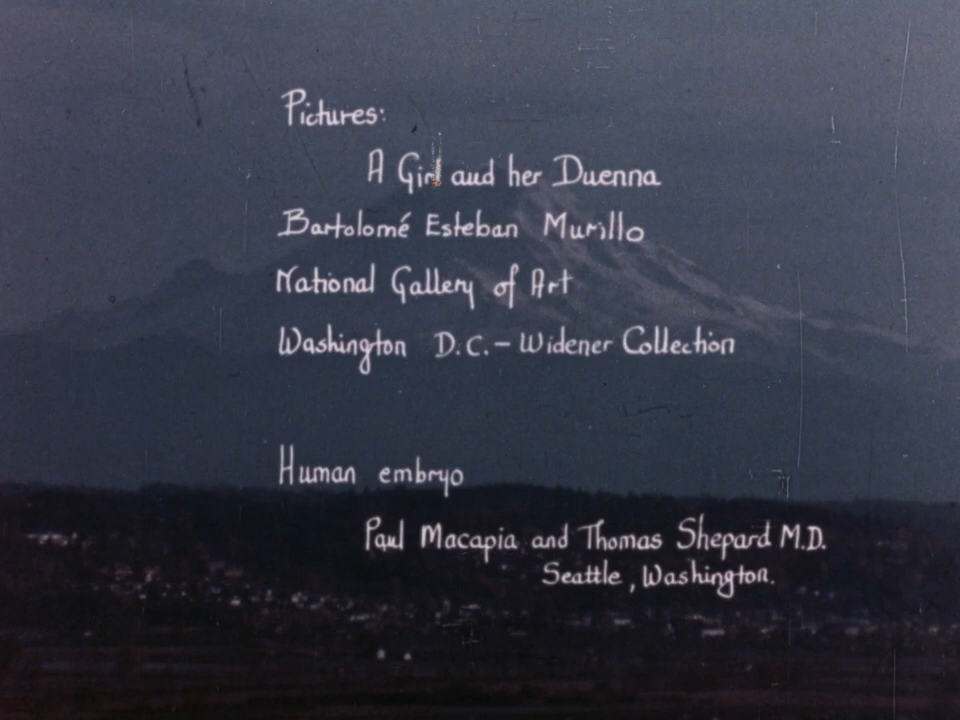 Pictures:
A Girl and her Duenna
Bartolomé Esteban Murillo
National Gallery of Art
Washington D.C. – Widener Collection
Human embryo
Paul Macapia and Thomas Shepard M.D.
Seattle, Washington.